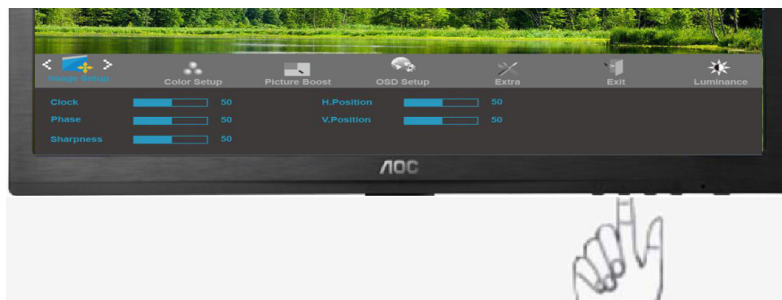 Image Setup
Color Setup
Picture Boost
OSD Setup
Extra
Exit
Luminance
Clock 50 H.Position 50
Phase 50 V.Position 50
Sharpness 50
AOC